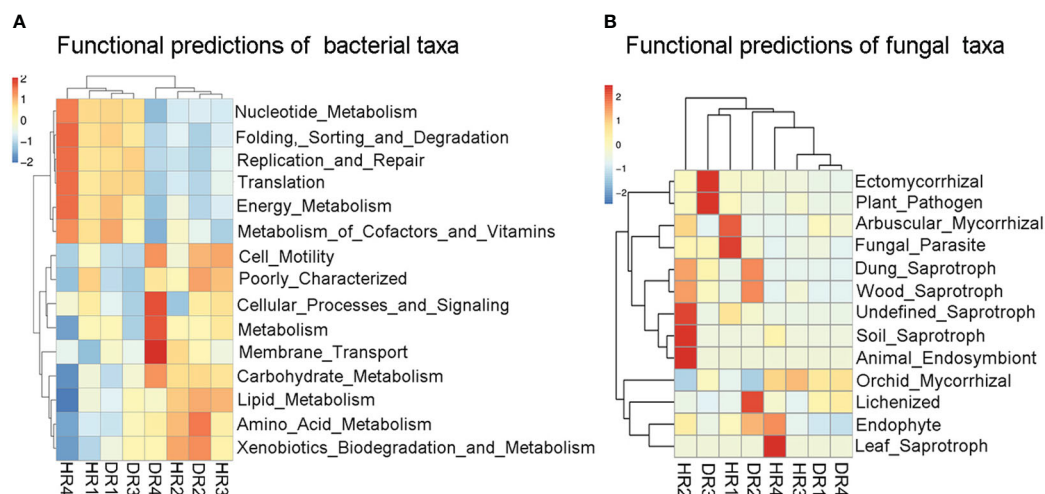 A
Functional predictions of bacterial taxa
2
1
0
−1
−2
Nucleotide_Metabolism
Folding,_Sorting_and_Degradation
Replication_and_Repair
Translation
Energy_Metabolism
Metabolism_of_Cofactors_and_Vitamins
Cell_Motility
Poorly_Characterized
Cellular_Processes_and_Signaling
Metabolism
Membrane_Transport
Carbohydrate_Metabolism
Lipid_Metabolism
Amino_Acid_Metabolism
Xenobiotics_Biodegradation_and_Metabolism
HR4 HR1 DR1 DR3 DR4 HR2 DR2 HR3
B
Functional predictions of fungal taxa
2
1
0
−1
−2
Ectomycorrhizal
Plant_Pathogen
Arbuscular_Mycorrhizal
Fungal_Parasite
Dung_Saprotroph
Wood_Saprotroph
Undefined_Saprotroph
Soil_Saprotroph
Animal_Endosymbiont
Orchid_Mycorrhizal
Lichenized
Endophyte
Leaf_Saprotroph
HR2 DR3 HR1 DR2 HR4 HR3 DR1 DR4